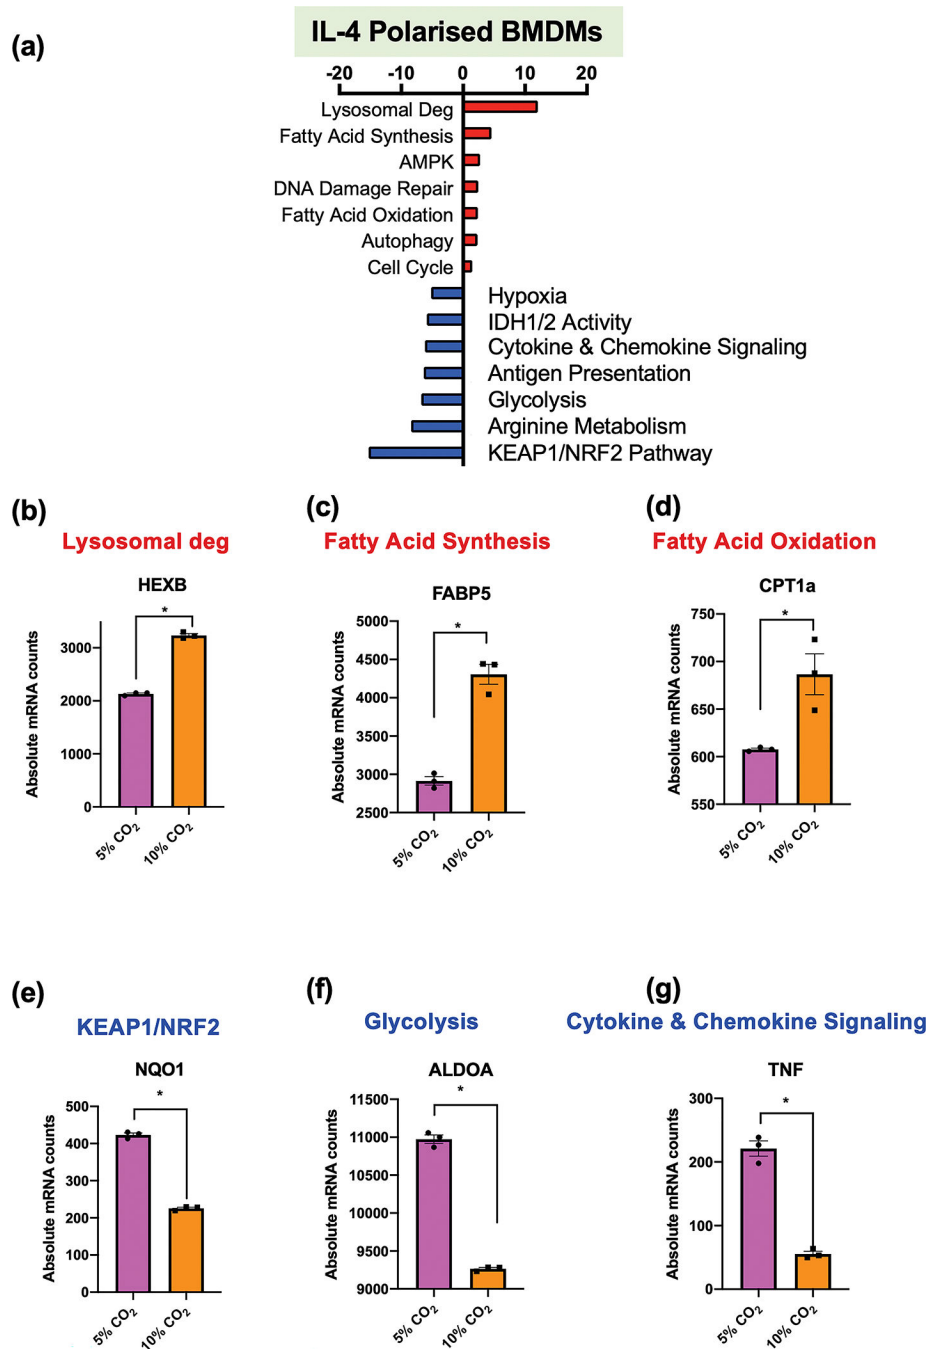 (a)
IL-4 Polarised BMDMs
-20 -10 0 10 20
Lysosomal Deg
Fatty Acid Synthesis
AMPK
DNA Damage Repair
Fatty Acid Oxidation
Autophagy
Cell Cycle
Hypoxia
IDH1/2 Activity
Cytokine & Chemokine Signaling
Antigen Presentation
Glycolysis
Arginine Metabolism
KEAP1/NRF2 Pathway
(b)
Lysosomal deg
HEXB
*
Absolute mRNA counts
3000
2000
1000
0
5% CO₂
10% CO₂
(c)
Fatty Acid Synthesis
FABP5
*
Absolute mRNA counts
5000
4500
4000
3500
3000
2500
5% CO₂
10% CO₂
(d)
Fatty Acid Oxidation
CPT1a
*
Absolute mRNA counts
750
700
650
600
550
5% CO₂
10% CO₂
(e)
KEAP1/NRF2
NQO1
*
Absolute mRNA counts
500
400
300
200
100
0
5% CO₂
10% CO₂
(f)
Glycolysis
ALDOA
*
Absolute mRNA counts
11500
11000
10500
10000
9500
9000
5% CO₂
10% CO₂
(g)
Cytokine & Chemokine Signaling
TNF
*
Absolute mRNA counts
300
200
100
0
5% CO₂
10% CO₂